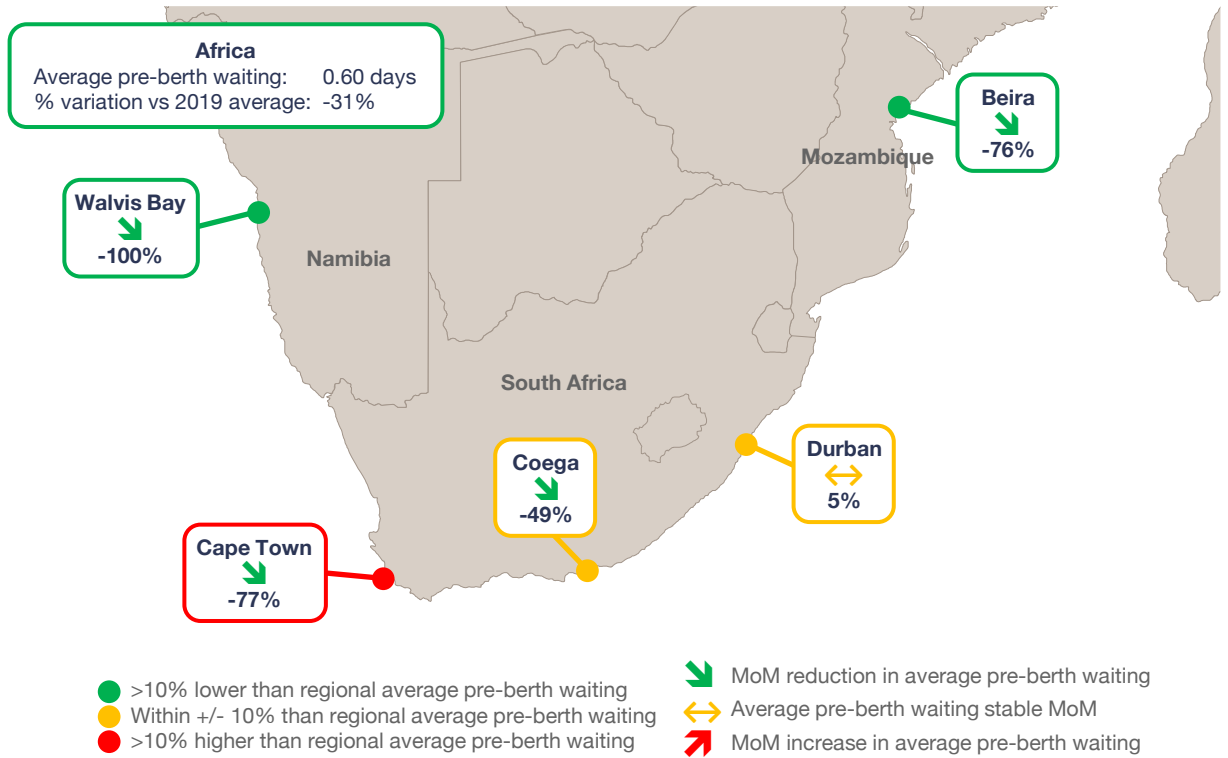 Africa
Average pre-berth waiting: 0.60 days
% variation vs 2019 average: -31%
Beira
-76%
Mozambique
Walvis Bay
-100%
Namibia
South Africa
Durban
5%
Coega
-49%
Cape Town
-77%
>10% lower than regional average pre-berth waiting
Within +/- 10% than regional average pre-berth waiting
>10% higher than regional average pre-berth waiting
MoM reduction in average pre-berth waiting
Average pre-berth waiting stable MoM
MoM increase in average pre-berth waiting